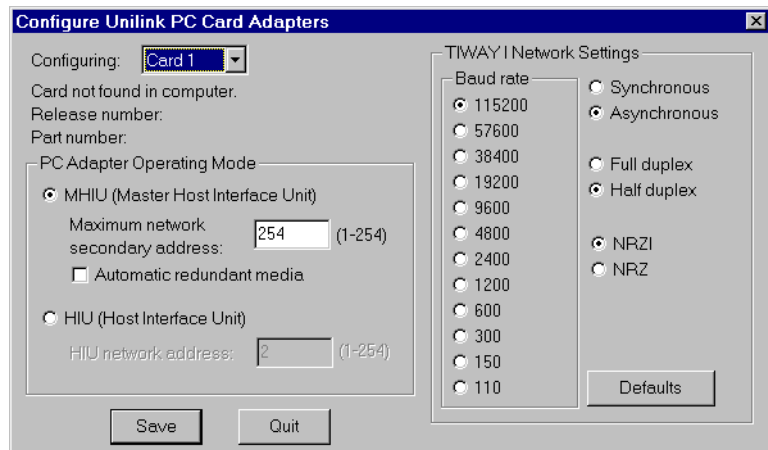 Configure Unilink PC Card Adapters
Configuring: Card 1
Card not found in computer.
Release number:
Part number:
PC Adapter Operating Mode
MHIU (Master Host Interface Unit)
Maximum network
secondary address: 254 (1-254)
Automatic redundant media
HIU (Host Interface Unit)
HIU network address: 2 (1-254)
Save
Quit
TIWAY I Network Settings
Baud rate
115200
57600
38400
19200
9600
4800
2400
1200
600
300
150
110
Synchronous
Asynchronous
Full duplex
Half duplex
NRZI
NRZ
Defaults